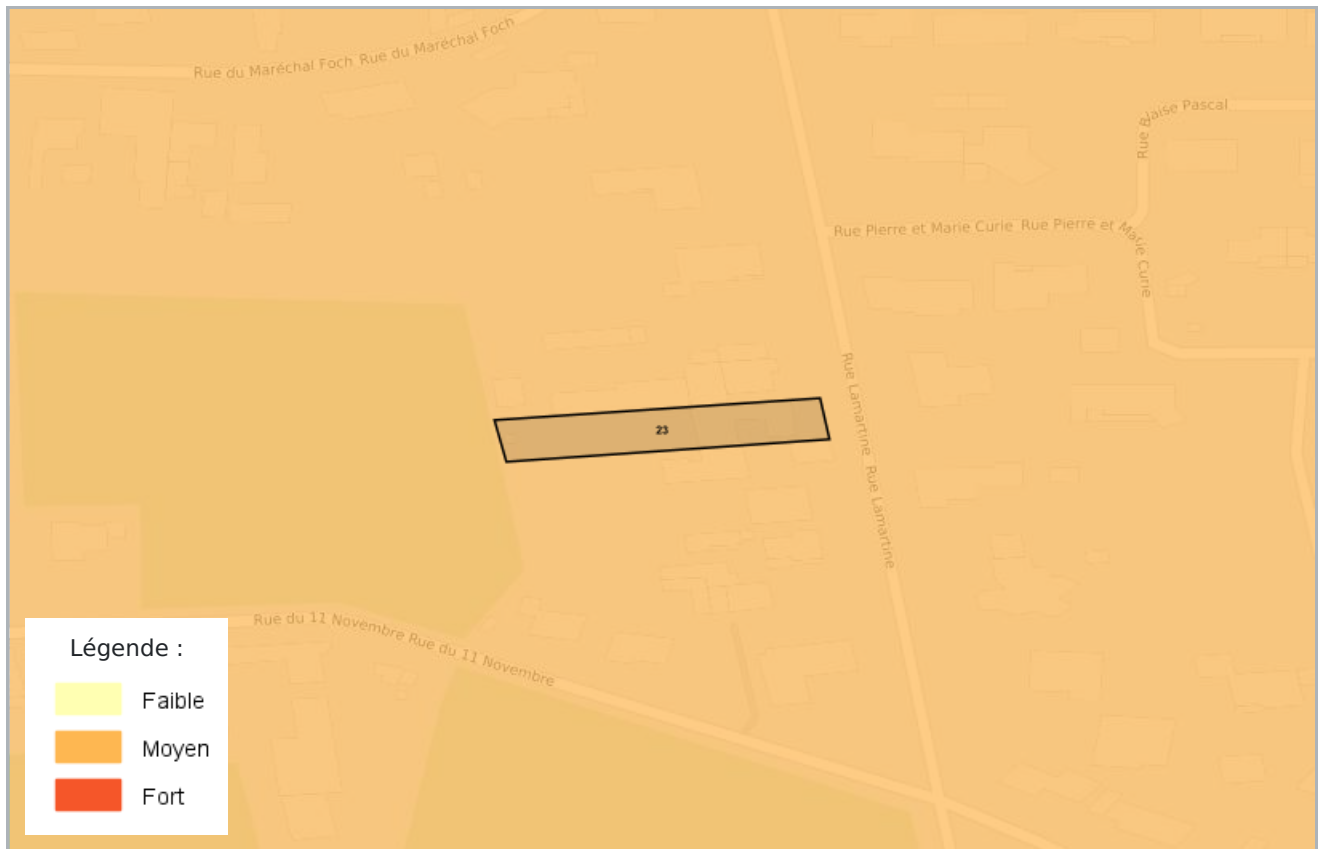 Rue du Maréchal Foch Rue du Maréchal Foch
Rue Blaise Pascal
Rue Pierre et Marie Curie Rue Pierre et Marie Curie
Rue Lamartine Rue Lamartine
23
Rue du 11 Novembre Rue du 11 Novembre
Légende :
Faible
Moyen
Fort